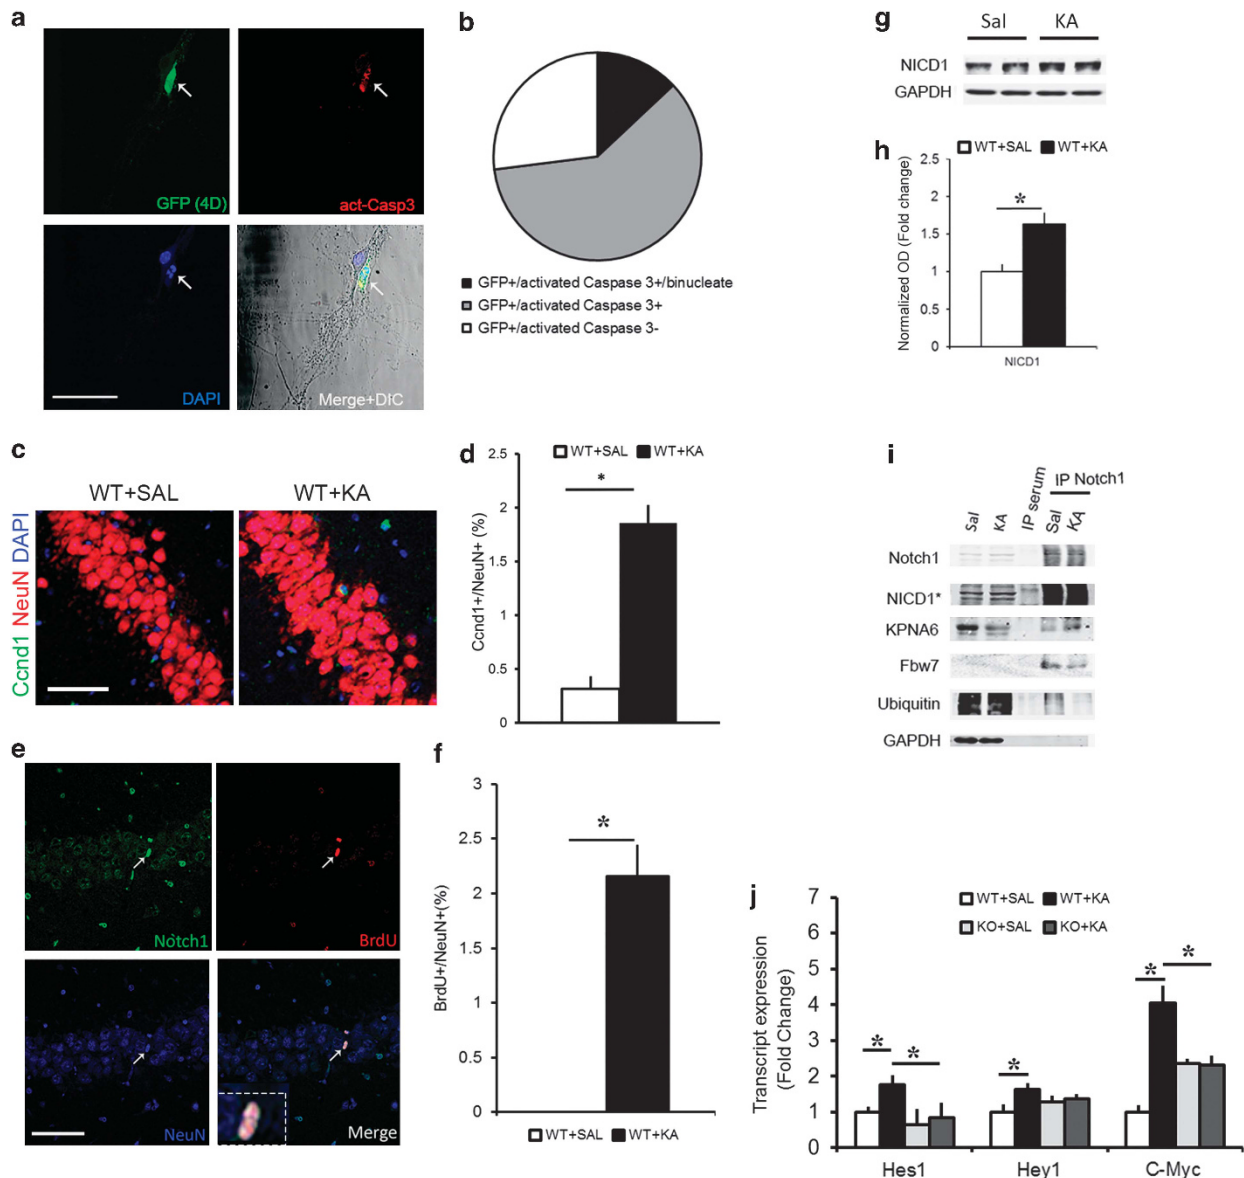 a
GFP (4D)
act-Casp3
DAPI
Merge+DIC
b
GFP+/activated Caspase 3+/binucleate
GFP+/activated Caspase 3+
GFP+/activated Caspase 3-
c
WT+SAL
WT+KA
Ccnd1 NeuN DAPI
d
WT+SAL
WT+KA
2.5
2
1.5
1
0.5
0
*
Ccnd1+/NeuN+ (%)
e
Notch1
BrdU
NeuN
Merge
f
3
2.5
2
1.5
1
0.5
0
*
BrdU+/NeuN+(%)
WT+SAL
WT+KA
g
Sal
KA
NICD1
GAPDH
h
WT+SAL
WT+KA
2.5
2
1.5
1
0.5
0
*
Normalized OD (Fold change)
NICD1
i
IP Notch1
Sal
KA
IP serum
Sal
KA
Notch1
NICD1*
KPNA6
Fbw7
Ubiquitin
GAPDH
j
WT+SAL
WT+KA
KO+SAL
KO+KA
7
6
5
4
2
1
0
* * * * *
Transcript expression
(Fold Change)
Hes1
Hey1
C-Myc